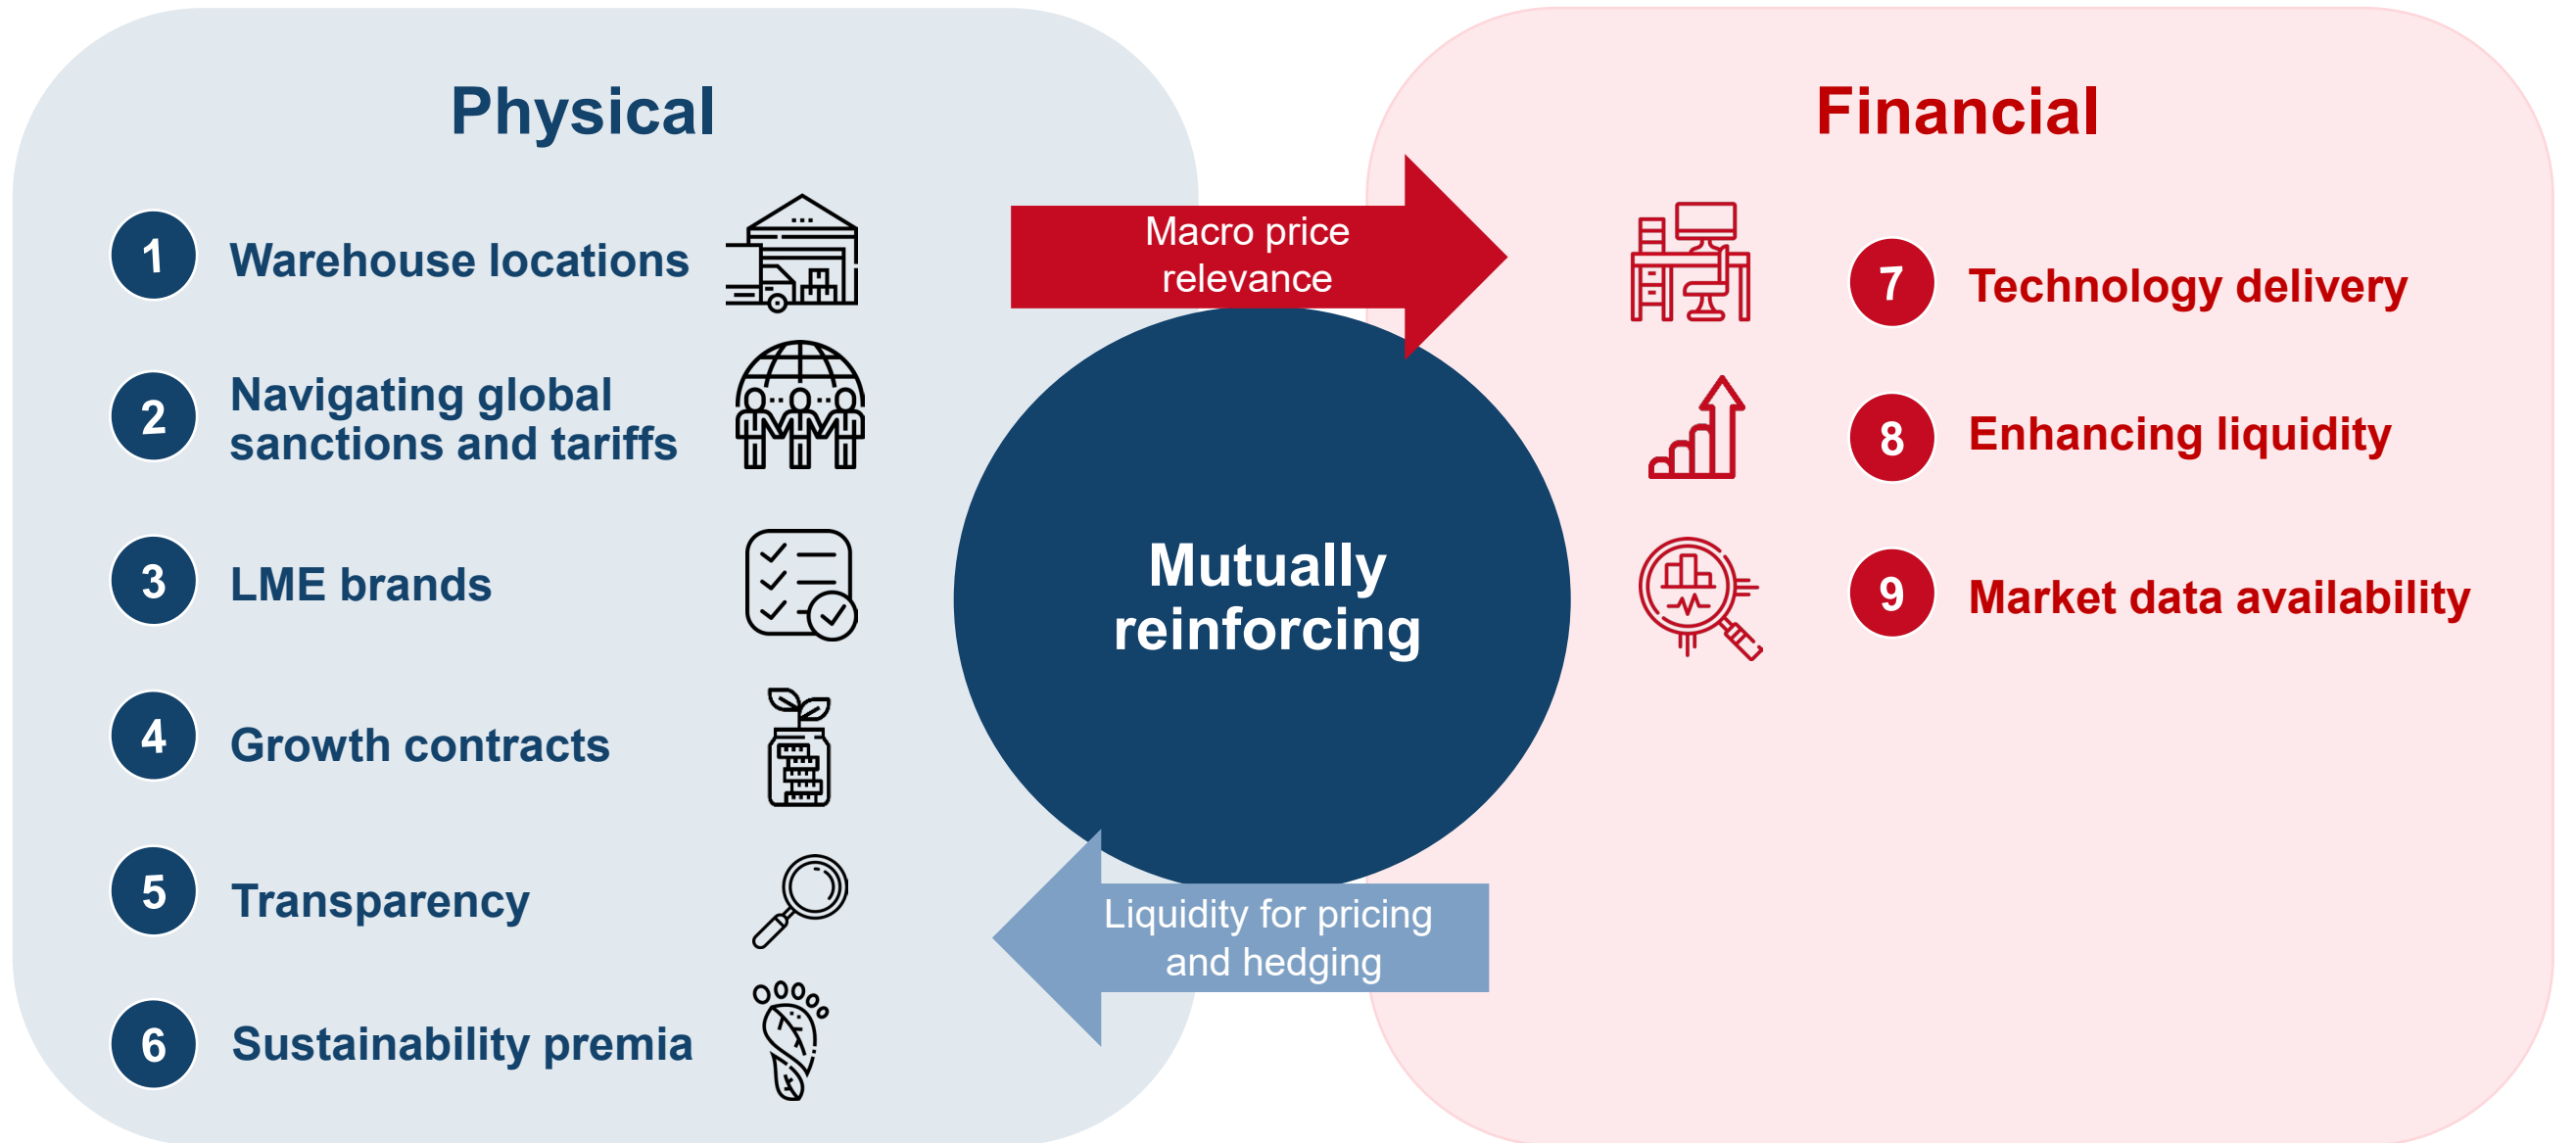 Physical
1 Warehouse locations
2 Navigating global
sanctions and tariffs
3 LME brands
4 Growth contracts
5 Transparency
6 Sustainability premia
Macro price
relevance
Mutually
reinforcing
Liquidity for pricing
and hedging
Financial
7 Technology delivery
8 Enhancing liquidity
9 Market data availability